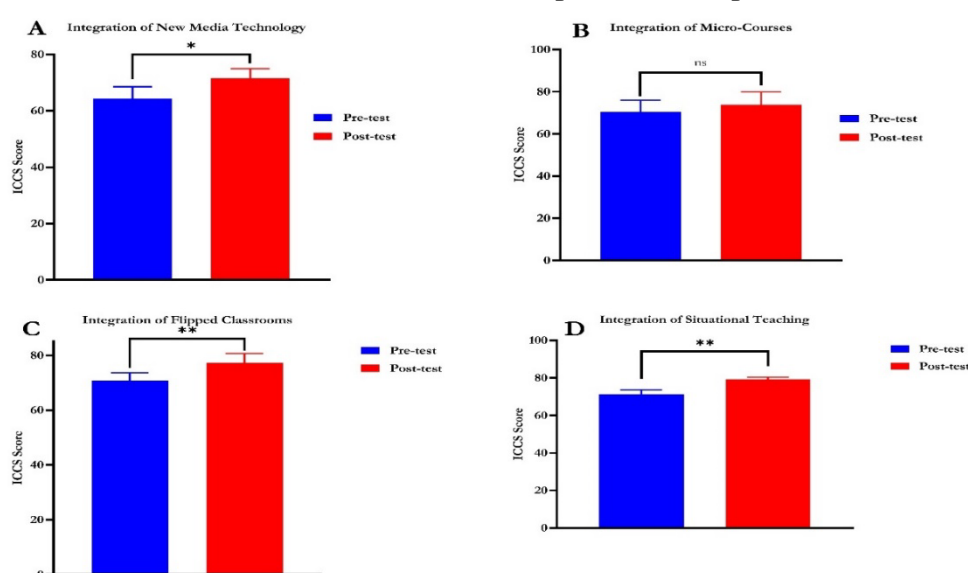 A Integration of New Media Technology
*
80
60
40
20
0
ICCS Score
Pre-test
Post-test
B Integration of Micro-Courses
ns
100
80
60
40
20
0
ICCS Score
Pre-test
Post-test
C Integration of Flipped Classrooms
**
80
60
40
20
0
ICCS Score
Pre-test
Post-test
D Integration of Situational Teaching
**
100
80
60
40
20
0
ICCS Score
Pre-test
Post-test